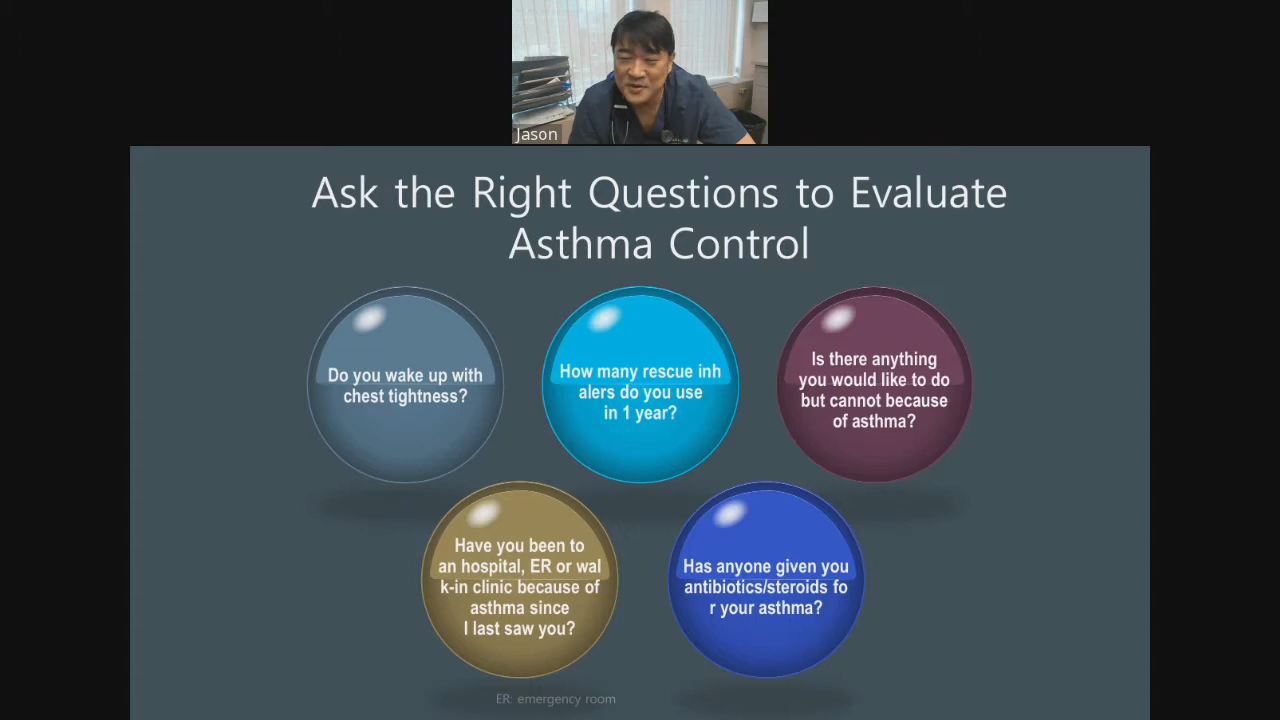 Jason
Ask the Right Questions to Evaluate
Asthma Control
Do you wake up with
chest tightness?
How many rescue inh
alers do you use
in 1 year?
Is there anything
you would like to do
but cannot because
of asthma?
Have you been to
an hospital, ER or wal
k-in clinic because of
asthma since
I last saw you?
Has anyone given you
antibiotics/steroids fo
r your asthma?
ER: emergency room